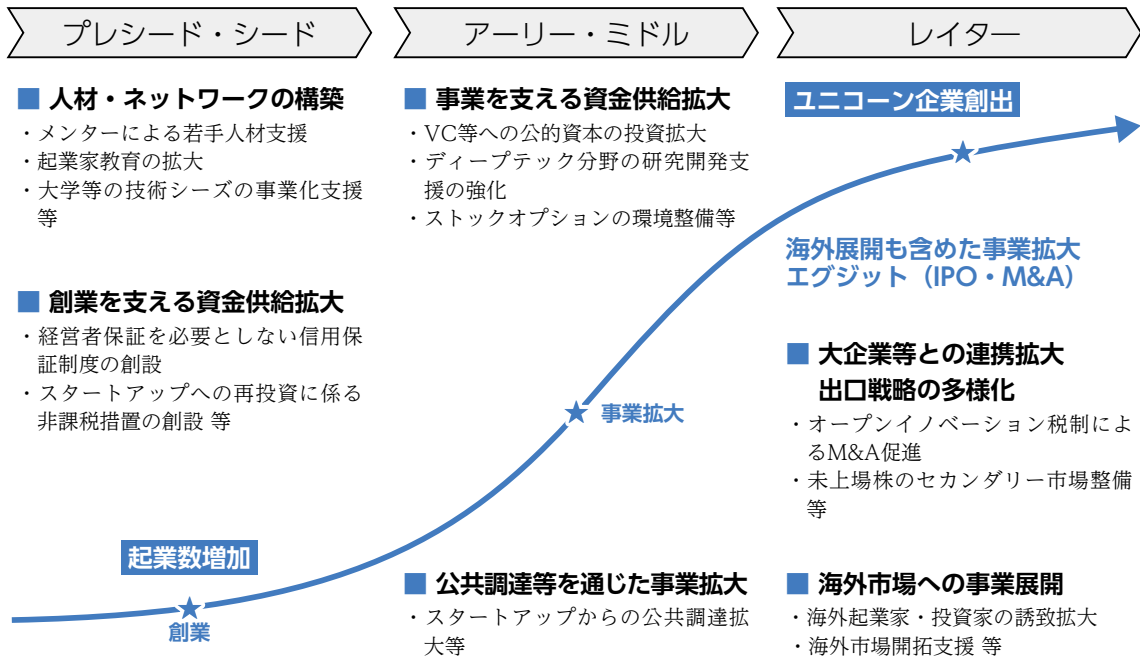 プレシード・シード
アーリー・ミドル
レイター
■ 人材・ネットワークの構築
・メンターによる若手人材支援
・起業家教育の拡大
・大学等の技術シーズの事業化支援
等
■ 創業を支える資金供給拡大
・経営者保証を必要としない信用保
証制度の創設
・スタートアップへの再投資に係る
非課税措置の創設 等
起業数増加
創業
■ 事業を支える資金供給拡大
・VC等への公的資本の投資拡大
・ディープテック分野の研究開発支
援の強化
・ストックオプションの環境整備等
事業拡大
■ 公共調達等を通じた事業拡大
・スタートアップからの公共調達拡
大等
ユニコーン企業創出
海外展開も含めた事業拡大
エグジット（IPO・M&A）
■ 大企業等との連携拡大
出口戦略の多様化
・オープンイノベーション税制によ
るM&A促進
・未上場株のセカンダリー市場整備
等
■ 海外市場への事業展開
・海外起業家・投資家の誘致拡大
・海外市場開拓支援 等